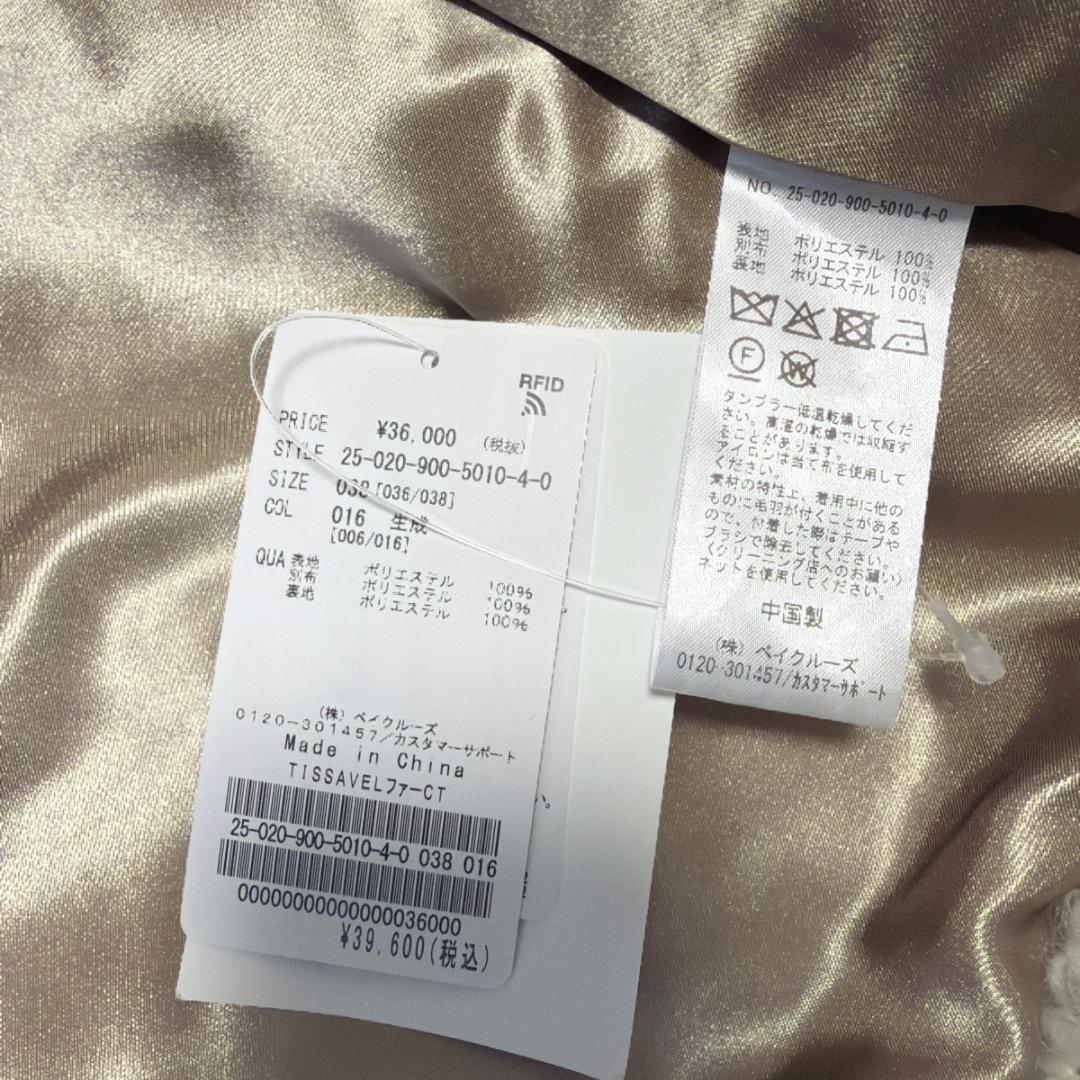 RFID
PRICE ¥36,000 (税抜)
STYLE 25-020-900-5010-4-0
SIZE 038 [036/038]
COL 016 生成
[006/016]
QUA 表地 ポリエステル 100%
別布 ポリエステル 100%
裏地 ポリエステル 100%
(株) ベイクルーズ
0120-301457/カスタマーサポート
Made in China
TISSAVELファーCT
25-020-900-5010-4-0 038 016
0000000000000036000
¥39,600(税込)
い。
NO. 25-020-900-5010-4-0
表地 ポリエステル 100%
別布 ポリエステル 100%
裏地 ポリエステル 100%
F
W
タンブラー低温乾燥してくだ
さい。高温の乾燥では収縮す
ることがあります。
アイロンは当て布を使用して
ください。
素材の特性上、着用中に他の
ものに毛羽が付くことがある
ので、付着した際はテープや
ブラシで除去してください。
〈クリーニング店へのお願い〉
ネットを使用してください。
中国製
(株) ベイクルーズ
0120-301457/カスタマーサポート